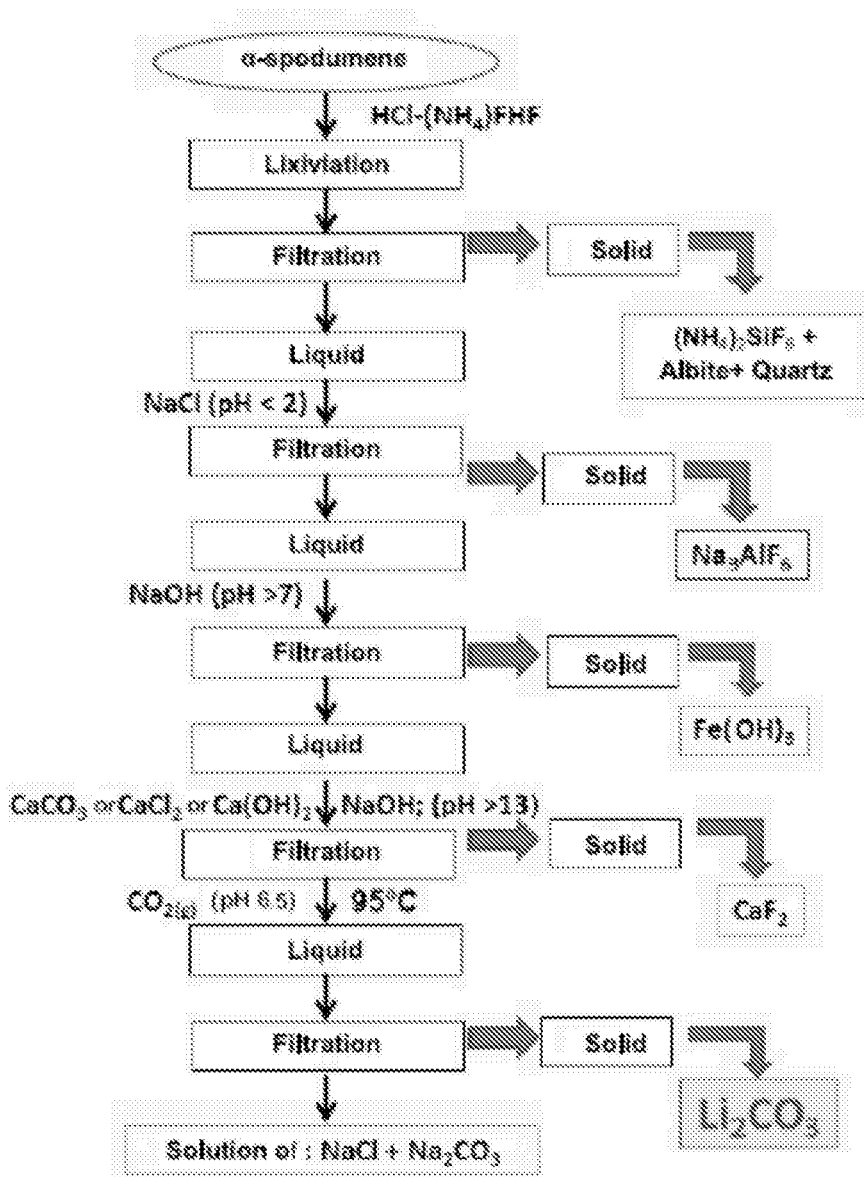 α-spodumene
HCl-(NH₄)FHF
Lixiviation
Filtration
Solid
(NH₄)₂SiF₆ +
Albite+ Quartz
Liquid
NaCl (pH < 2)
Filtration
Solid
Na₃AlF₆
Liquid
NaOH (pH >7)
Filtration
Solid
Fe(OH)₃
Liquid
CaCO₃ or CaCl₂ or Ca(OH)₂ NaOH; (pH >13)
Filtration
Solid
CaF₂
CO₂(g) (pH 8.5) 95°C
Liquid
Filtration
Solid
Li₂CO₃
Solution of : NaCl + Na₂CO₃